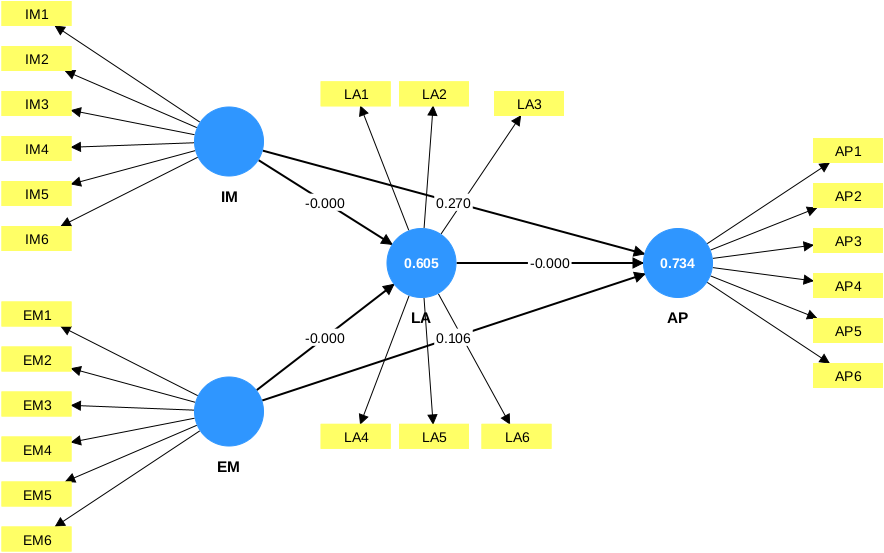 IM1
IM2
IM3
IM4
IM5
IM6
IM
LA1
LA2
LA3
-0.000
0.270
0.605
LA
-0.000
0.734
AP
AP1
AP2
AP3
AP4
AP5
AP6
EM1
EM2
EM3
EM4
EM5
EM6
EM
-0.000
0.106
LA4
LA5
LA6